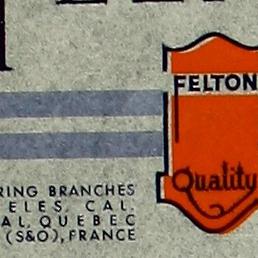 FELTON
Quality
RING BRANCHES
ELES, CAL.
AL, QUEBEC
(S&O), FRANCE